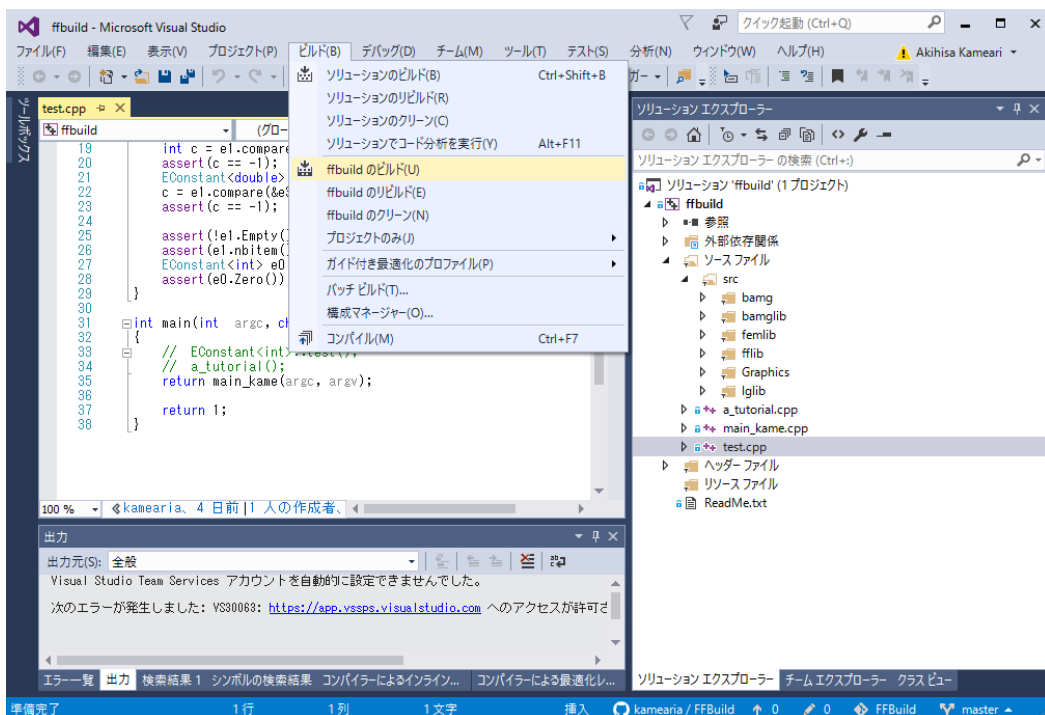 ffbuild - Microsoft Visual Studio
クイック起動 (Ctrl+Q)
ファイル(F) 編集(E) 表示(V) プロジェクト(P) ビルド(B) デバッグ(D) チーム(M) ツール(T) テスト(S) 分析(N) ウィンドウ(W) ヘルプ(H) Akihisa Kameari
ツールボックス
test.cpp
ffbuild
(グロー
19 int c = e1.compare
20 assert(c == -1);
21 EConstant<double>
22 c = e1.compare(&e3
23 assert(c == -1);
24
25 assert(!e1.Empty(
26 assert(e1.nbitem(
27 EConstant<int> e0
28 assert(e0.Zero())
29 }
30
31 int main(int argc, ch
32 {
33 // EConstant<int>::test();
34 // a_tutorial();
35 return main_kame(argc, argv);
36
37 return 1;
38 }
100 %
kamearia、4 日前|1 人の作成者、
ソリューションのビルド(B) Ctrl+Shift+B
ソリューションのリビルド(R)
ソリューションのクリーン(C)
ソリューションでコード分析を実行(Y) Alt+F11
ffbuild のビルド(U)
ffbuild のリビルド(E)
ffbuild のクリーン(N)
プロジェクトのみ(J)
ガイド付き最適化のプロファイル(P)
バッチ ビルド(T)...
構成マネージャー(O)...
コンパイル(M) Ctrl+F7
ガー
出力
出力元(S): 全般
Visual Studio Team Services アカウントを自動的に設定できませんでした。
次のエラーが発生しました: VS30063: https://app.vssps.visualstudio.com へのアクセスが許可さ
エラー一覧 出力 検索結果 1 シンボルの検索結果 コンパイラーによるインライン... コンパイラーによる最適化レ...
ソリューション エクスプローラー
ソリューション エクスプローラー の検索 (Ctrl+:)
ソリューション 'ffbuild' (1 プロジェクト)
ffbuild
参照
外部依存関係
ソース ファイル
src
bamg
bamglib
femlib
fflib
Graphics
lglib
a_tutorial.cpp
main_kame.cpp
test.cpp
ヘッダー ファイル
リソース ファイル
ReadMe.txt
ソリューション エクスプローラー チーム エクスプローラー クラス ビュー
準備完了 1 行 1 列 1 文字 挿入 kamearia / FFBuild 0 0 FFBuild master